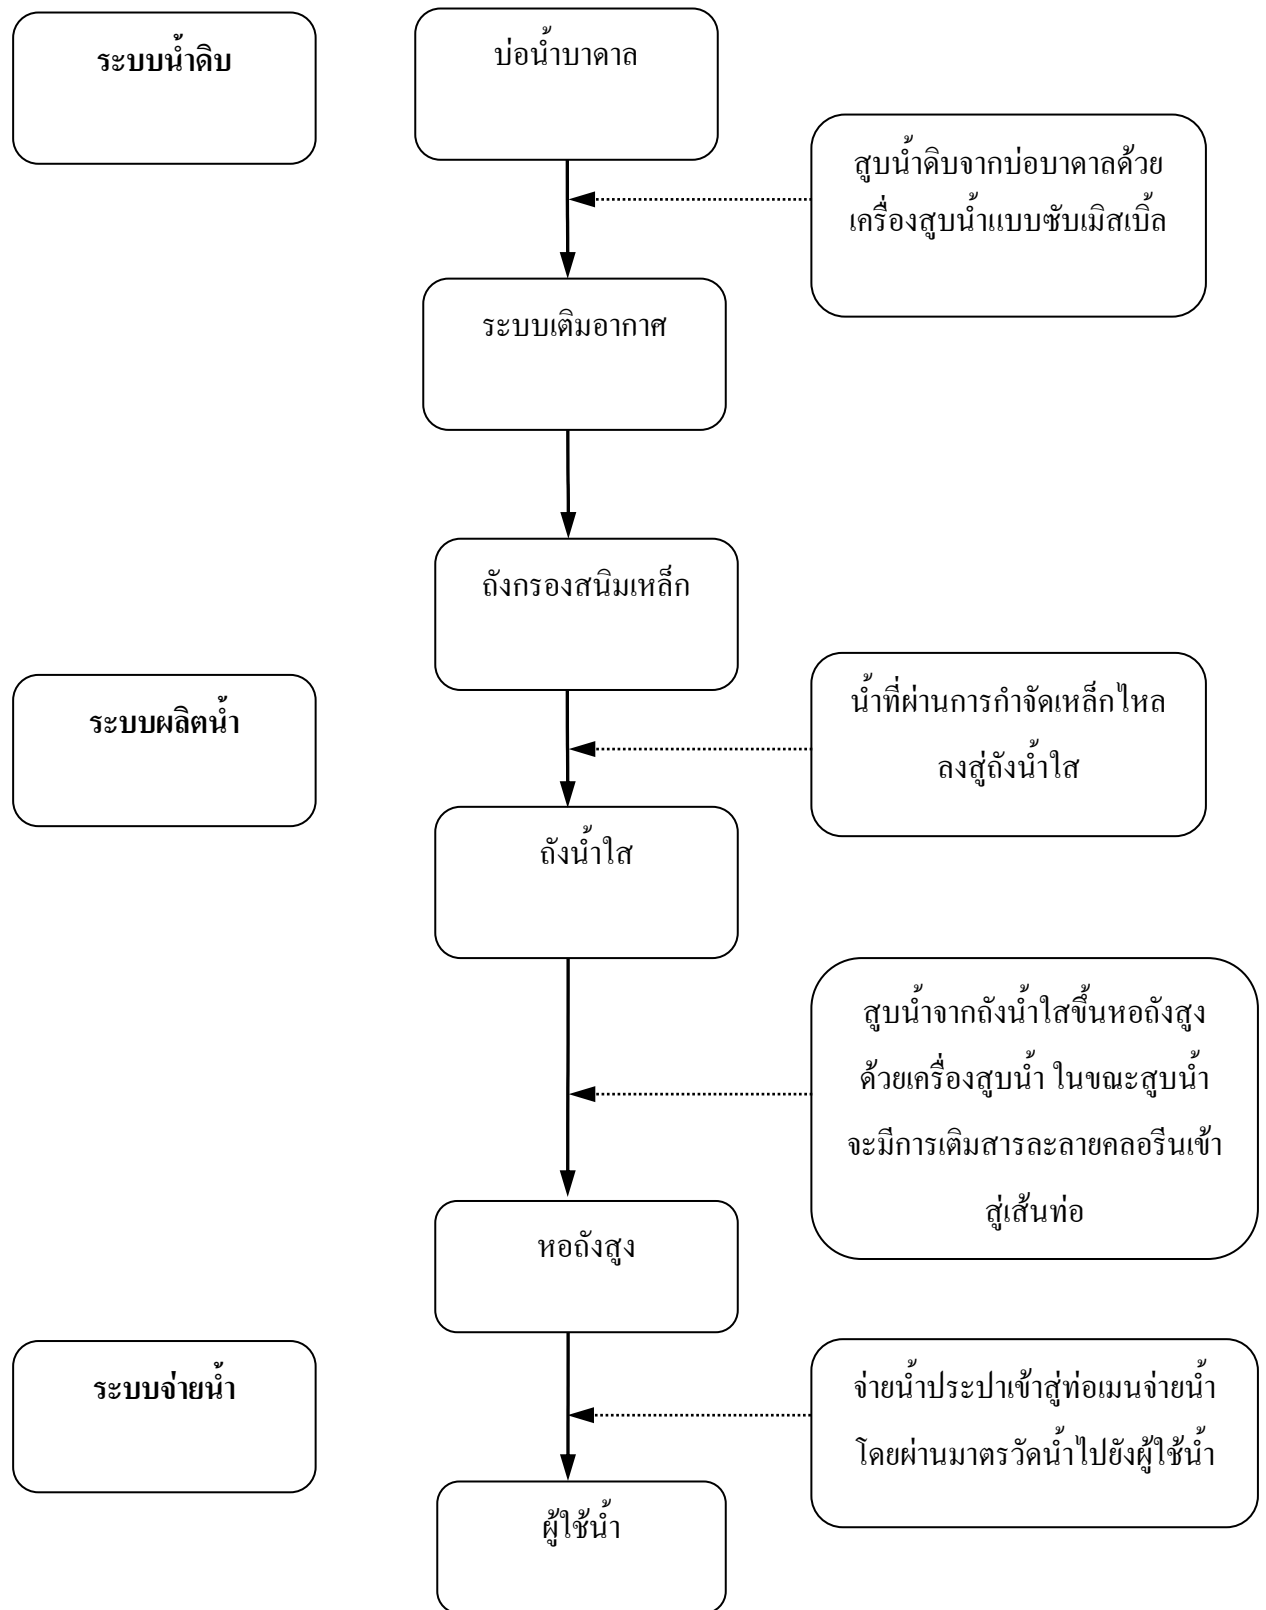 ระบบน้ำดิบ
บ่อน้ำบาดาล
สูบน้ำดิบจากบ่อบาดาลด้วย
เครื่องสูบน้ำแบบซับเมิสเบิ้ล
ระบบเติมอากาศ
ถังกรองสนิมเหล็ก
ระบบผลิตน้ำ
น้ำที่ผ่านการกำจัดเหล็กไหล
ลงสู่ถังน้ำใส
ถังน้ำใส
สูบน้ำจากถังน้ำใสขึ้นหอถังสูง
ด้วยเครื่องสูบน้ำ ในขณะสูบน้ำ
จะมีการเติมสารละลายคลอรีนเข้า
สู่เส้นท่อ
หอถังสูง
ระบบจ่ายน้ำ
จ่ายน้ำประปาเข้าสู่ท่อเมนจ่ายน้ำ
โดยผ่านมาตรวัดน้ำไปยังผู้ใช้น้ำ
ผู้ใช้น้ำ